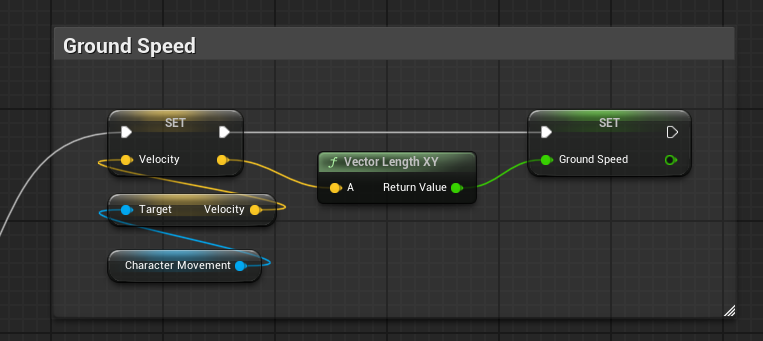 Ground Speed
SET
Velocity
Target Velocity
Character Movement
f Vector Length XY
A Return Value
SET
Ground Speed